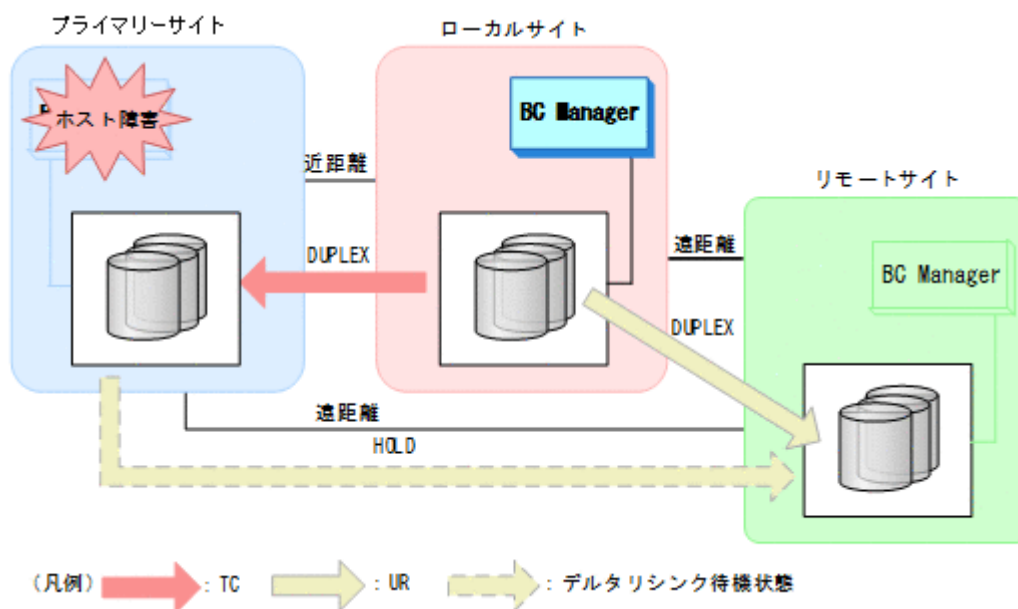 プライマリーサイト
ローカルサイト
ホスト障害
BC Manager
近距離
リモートサイト
DUPLEX
遠距離
BC Manager
DUPLEX
遠距離
HOLD
(凡例) : TC : UR : デルタリシンク待機状態